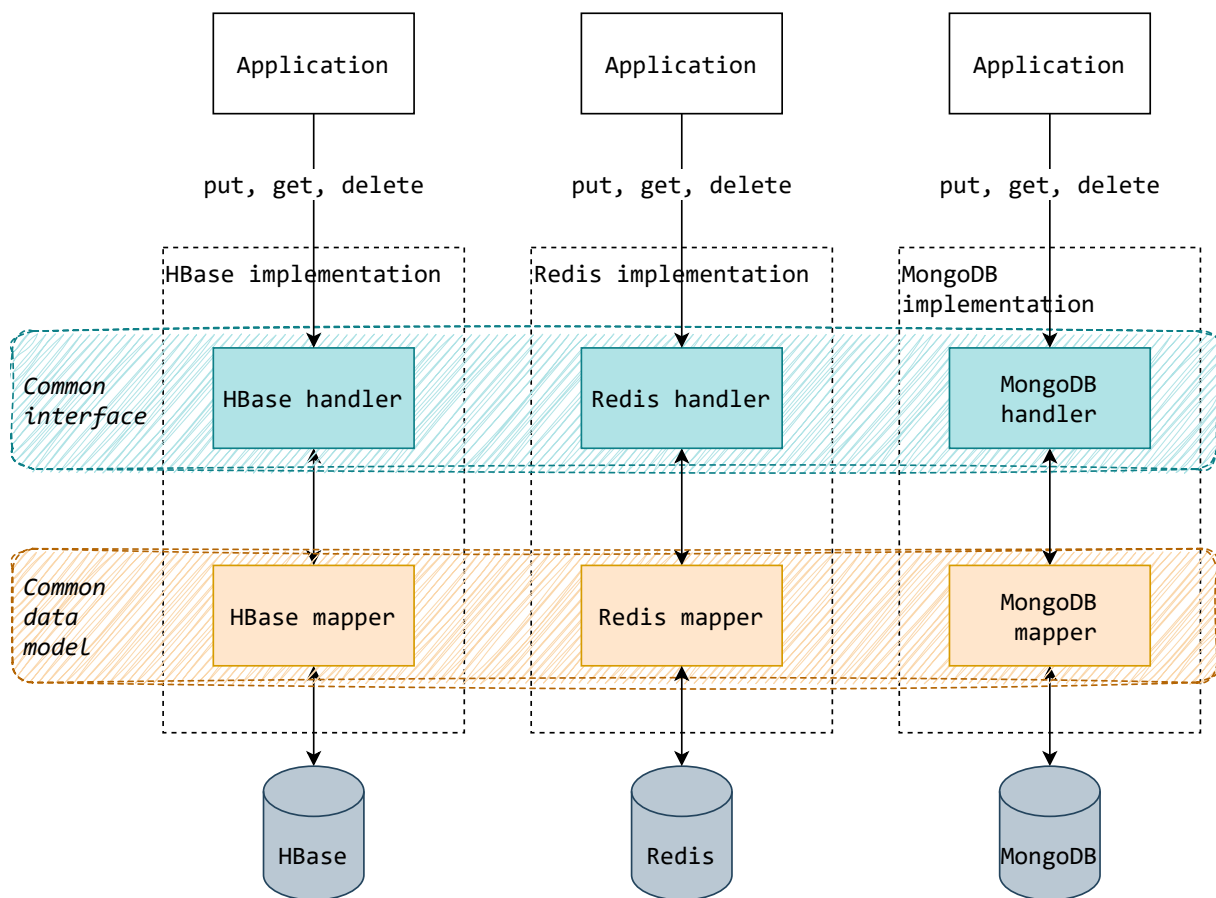 Application
Application
Application
put, get, delete
put, get, delete
put, get, delete
HBase implementation
Redis implementation
MongoDB
implementation
Common
interface
HBase handler
Redis handler
MongoDB
handler
Common
data
model
HBase mapper
Redis mapper
MongoDB
mapper
HBase
Redis
MongoDB